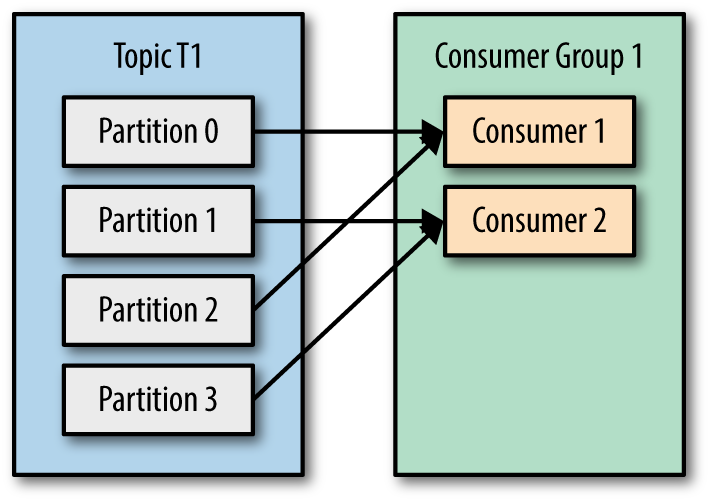 Topic T1
Partition 0
Partition 1
Partition 2
Partition 3
Consumer Group 1
Consumer 1
Consumer 2